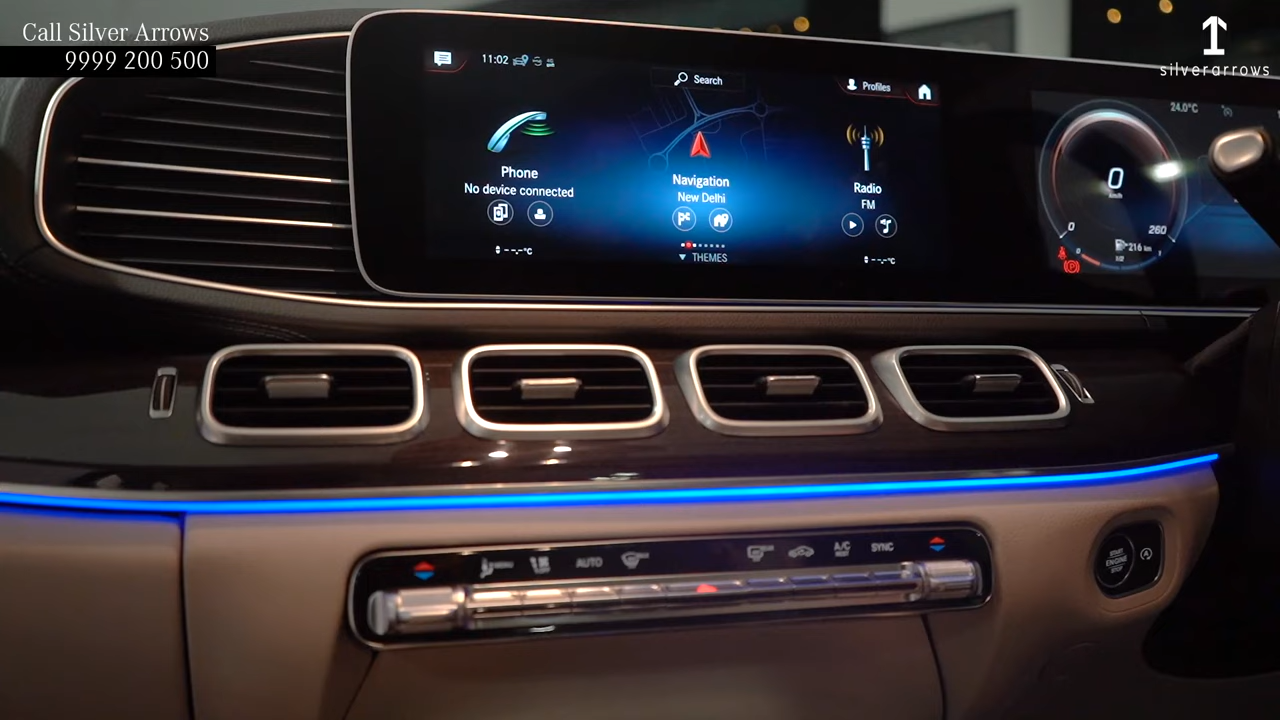 Call Silver Arrows
9999 200 500
silverarrows
11:02
Search
Profiles
24.0°C
Phone
No device connected
Navigation
New Delhi
Radio
FM
THEMES
--.-°C
--.-°C
0
km/h
0
260
216 km
MENU
AUTO
A/C
SYNC
START
ENGINE
STOP